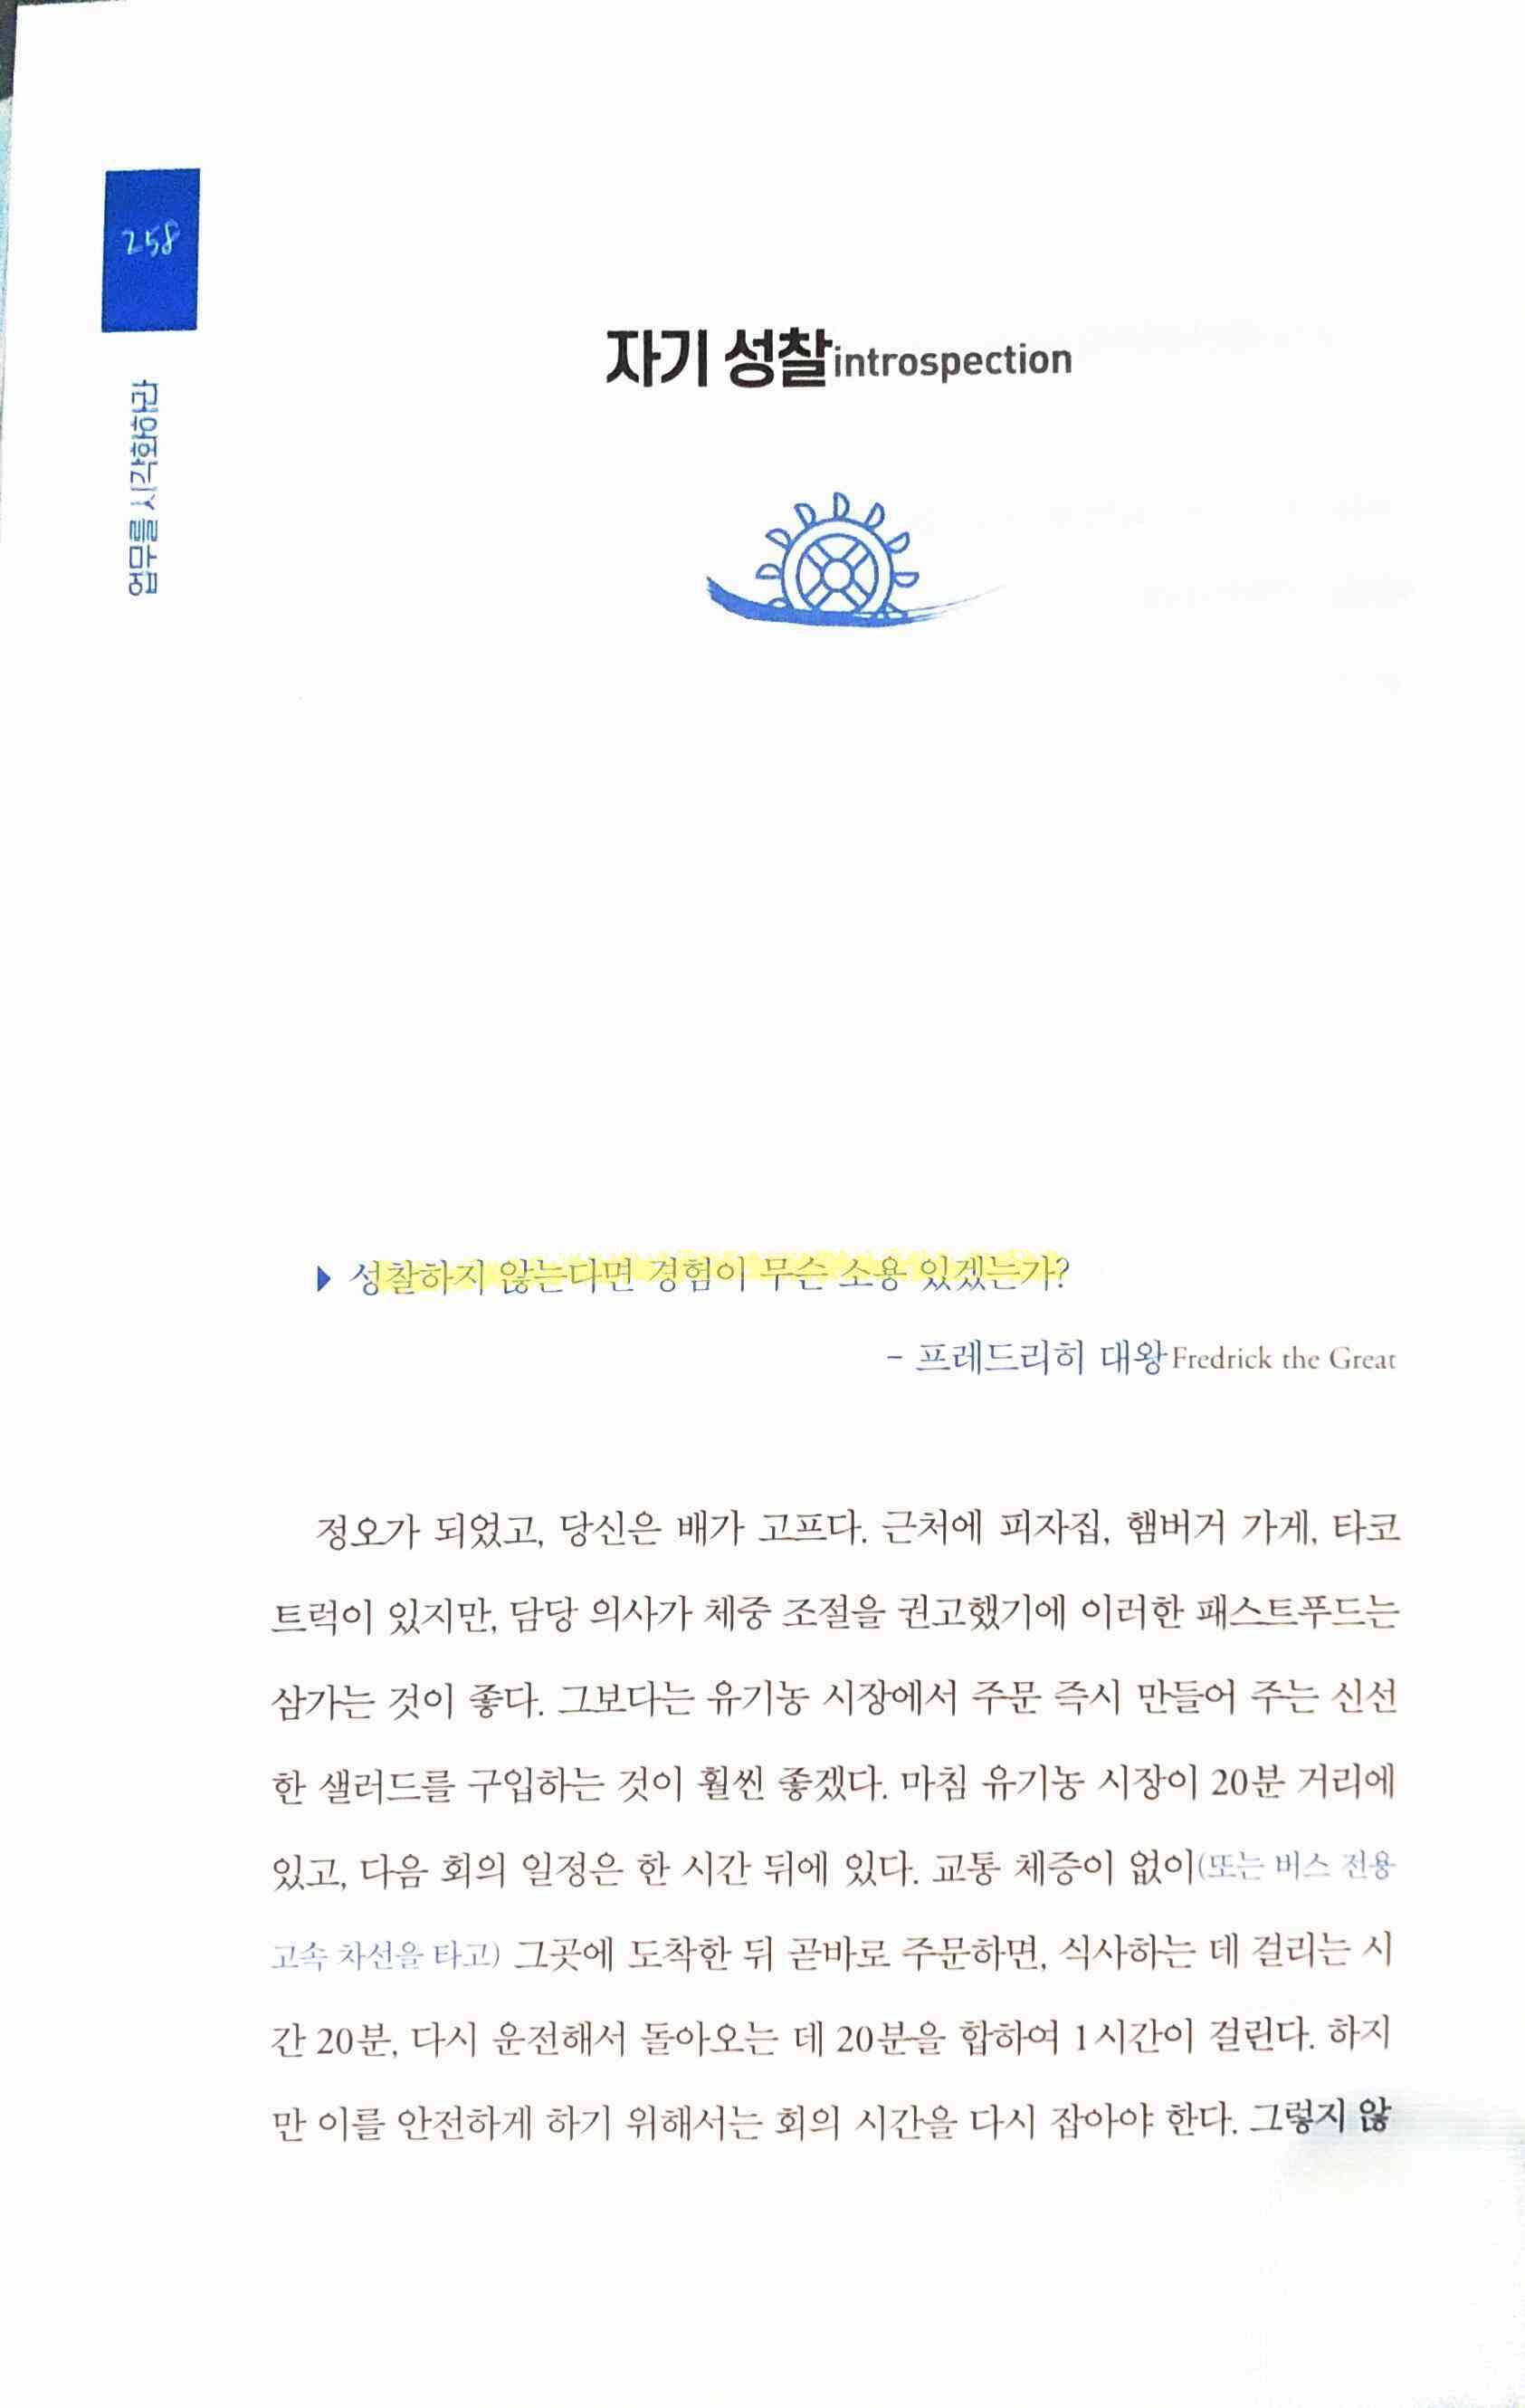 258
업무를 시각화하라
자기 성찰introspection
▶ 성찰하지 않는다면 경험이 무슨 소용 있겠는가?
- 프레드리히 대왕Fredrick the Great
정오가 되었고, 당신은 배가 고프다. 근처에 피자집, 햄버거 가게, 타코
트럭이 있지만, 담당 의사가 체중 조절을 권고했기에 이러한 패스트푸드는
삼가는 것이 좋다. 그보다는 유기농 시장에서 주문 즉시 만들어 주는 신선
한 샐러드를 구입하는 것이 훨씬 좋겠다. 마침 유기농 시장이 20분 거리에
있고, 다음 회의 일정은 한 시간 뒤에 있다. 교통 체증이 없이(또는 버스 전용
고속 차선을 타고) 그곳에 도착한 뒤 곧바로 주문하면, 식사하는 데 걸리는 시
간 20분, 다시 운전해서 돌아오는 데 20분을 합하여 1시간이 걸린다. 하지
만 이를 안전하게 하기 위해서는 회의 시간을 다시 잡아야 한다. 그렇지 않